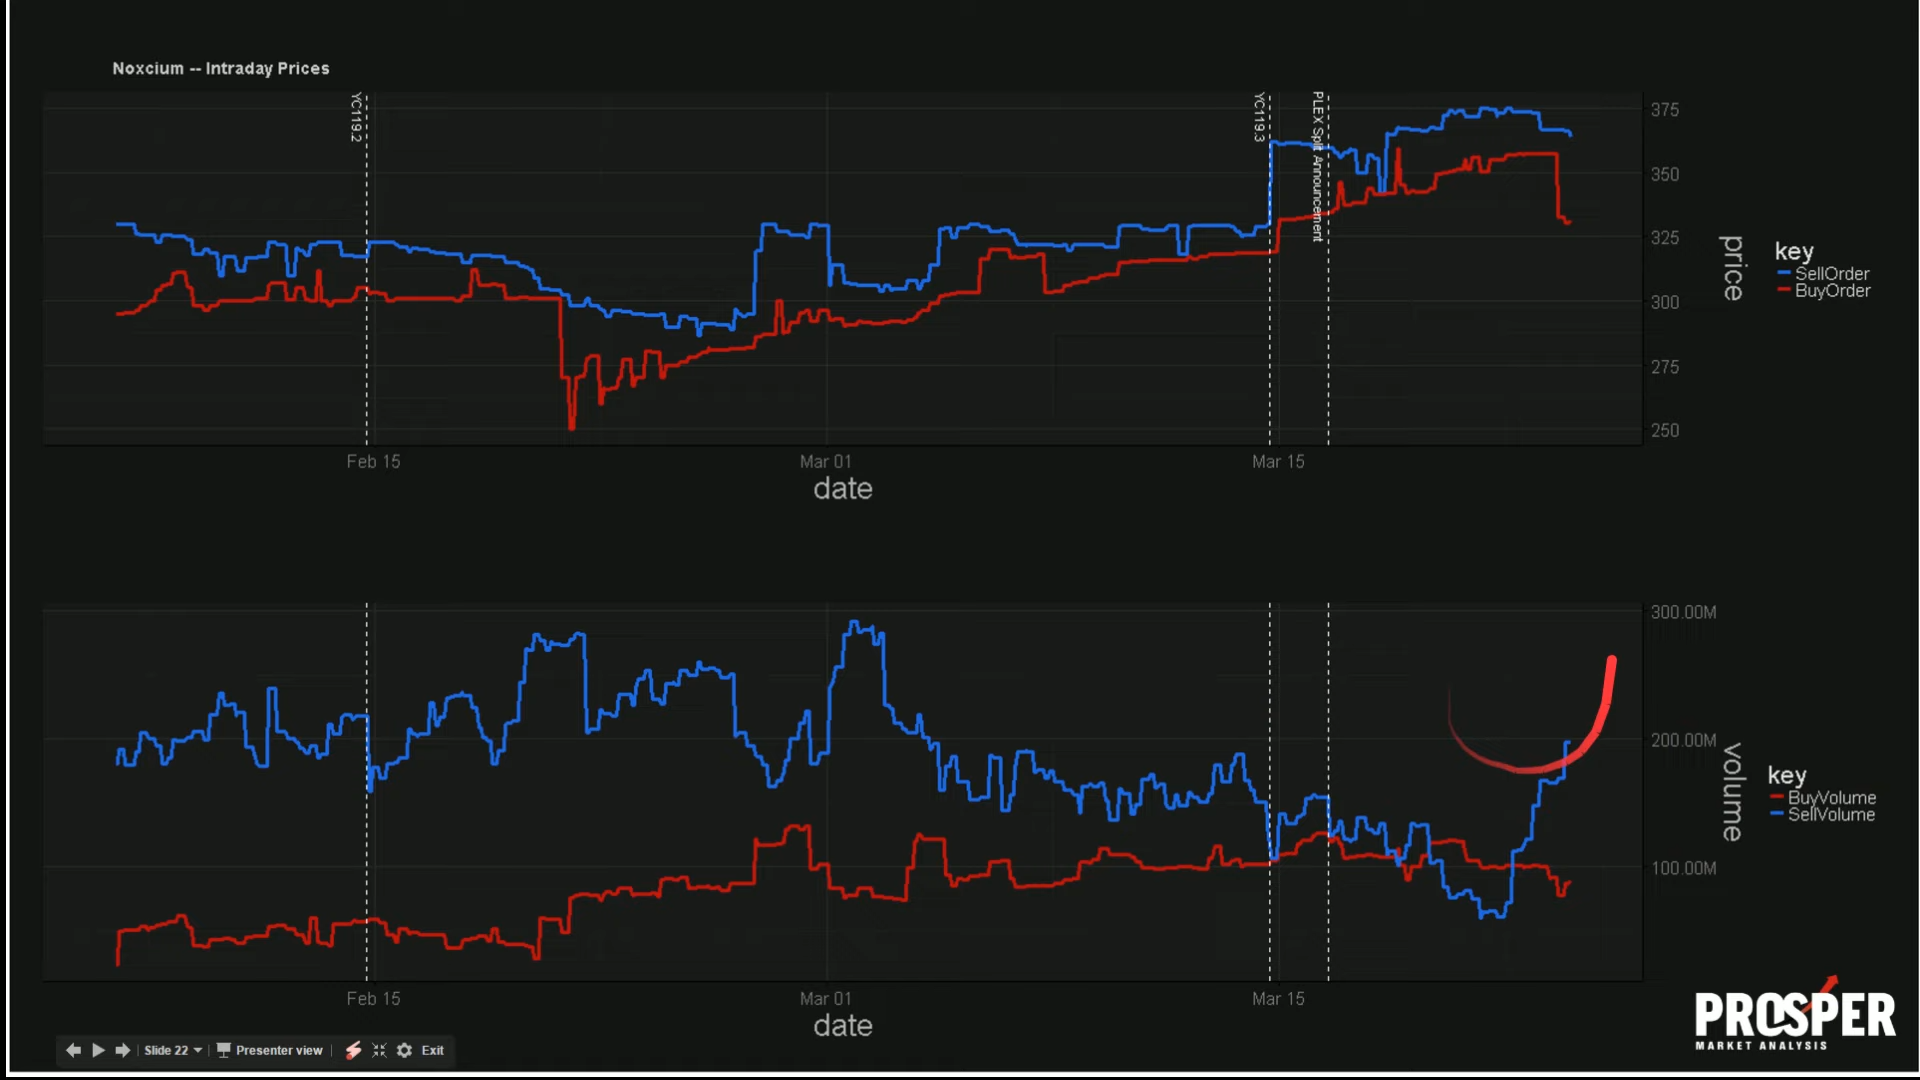 Noxcium -- Intraday Prices
YC119.2
YC119.3
PLEX Split Announcement
375
350
325
300
275
250
price
key
SellOrder
BuyOrder
Feb 15
Mar 01
Mar 15
date
300.00M
200.00M
100.00M
volume
key
BuyVolume
SellVolume
Feb 15
Mar 01
Mar 15
date
PROSPER
MARKET ANALYSIS
Slide 22
Presenter view
Exit